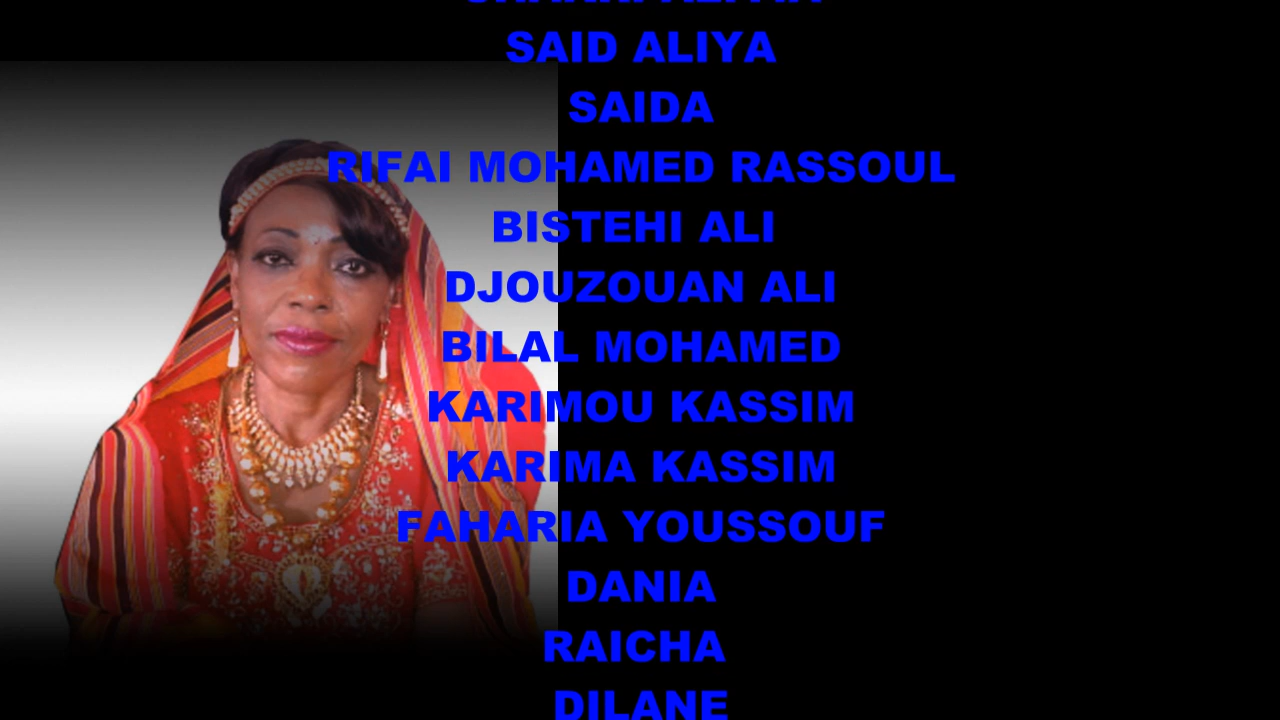 SAID ALIYA
SAIDA
RIFAI MOHAMED RASSOUL
BISTEHI ALI
DJOUZOUAN ALI
BILAL MOHAMED
KARIMOU KASSIM
KARIMA KASSIM
FAHARIA YOUSSOUF
DANIA
RAICHA
DILANE